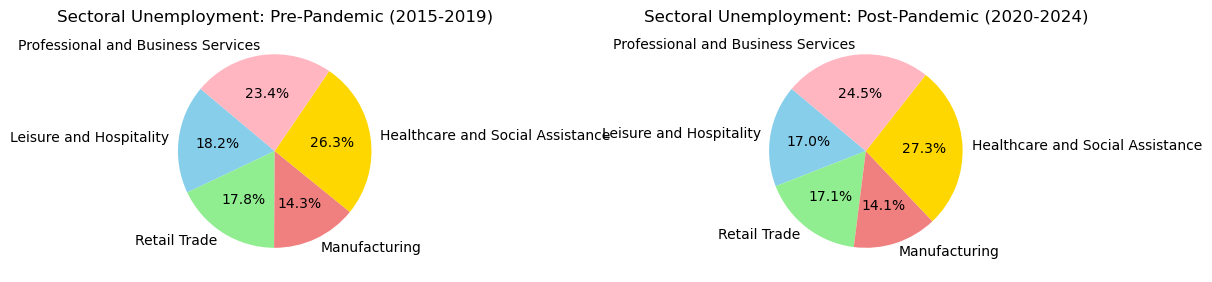 Sectoral Unemployment: Pre-Pandemic (2015-2019)
Professional and Business Services
23.4%
Healthcare and Social Assistance
26.3%
Leisure and Hospitality
18.2%
17.8%
14.3%
Retail Trade
Manufacturing
Sectoral Unemployment: Post-Pandemic (2020-2024)
Professional and Business Services
24.5%
Leisure and Hospitality
17.0%
27.3%
Healthcare and Social Assistance
17.1%
14.1%
Retail Trade
Manufacturing